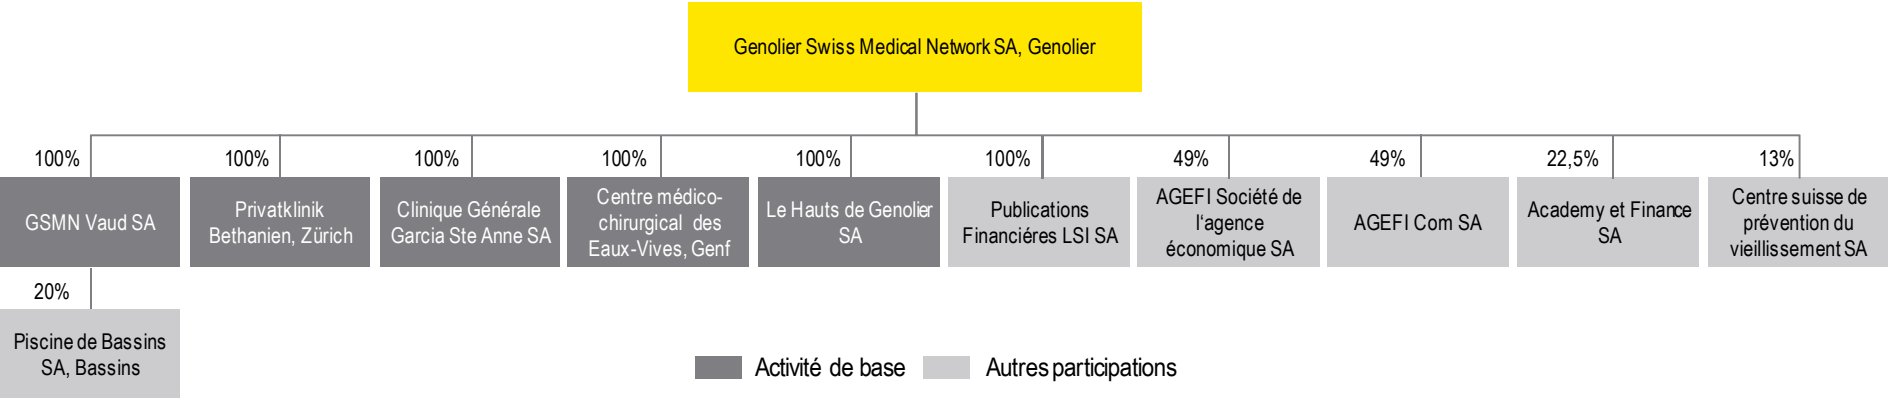 Genolier Swiss Medical Network SA, Genolier
100%
100%
100%
100%
100%
100%
49%
49%
22,5%
13%
GSMN Vaud SA
Privatklinik
Bethanien, Zürich
Clinique Générale
Garcia Ste Anne SA
Centre médico-
chirurgical des
Eaux-Vives, Genf
Le Hauts de Genolier
SA
Publications
Financiéres LSI SA
AGEFI Société de
l‘agence
économique SA
AGEFI Com SA
Academy et Finance
SA
Centre suisse de
prévention du
vieillissement SA
20%
Piscine de Bassins
SA, Bassins
Activité de base
Autres participations